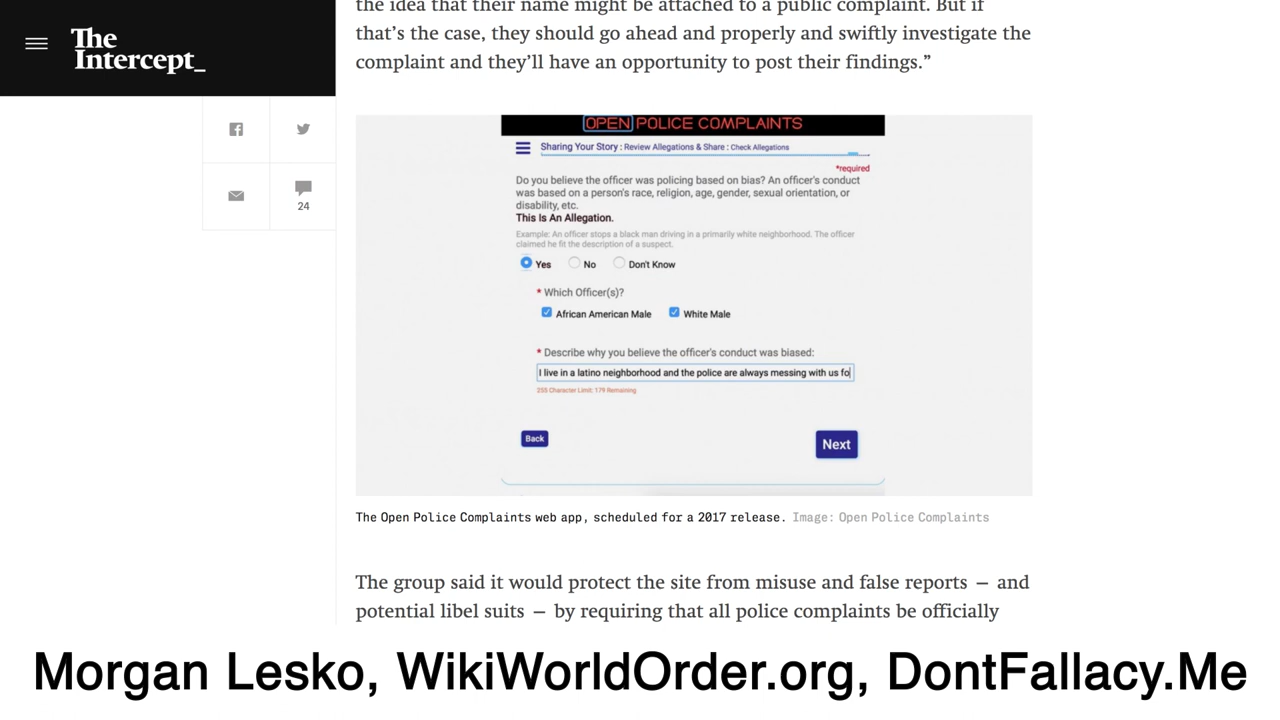 The
Intercept_
24
the idea that their name might be attached to a public complaint. But if
that’s the case, they should go ahead and properly and swiftly investigate the
complaint and they’ll have an opportunity to post their findings.”
OPEN POLICE COMPLAINTS
Sharing Your Story : Review Allegations & Share : Check Allegations
*required
Do you believe the officer was policing based on bias? An officer's conduct
was based on a person's race, religion, age, gender, sexual orientation, or
disability, etc.
This Is An Allegation.
Example: An officer stops a black man driving in a primarily white neighborhood. The officer
claimed he fit the description of a suspect.
Yes No Don't Know
* Which Officer(s)?
African American Male White Male
* Describe why you believe the officer's conduct was biased:
I live in a latino neighborhood and the police are always messing with us fo
255 Character Limit: 179 Remaining
Back Next
The Open Police Complaints web app, scheduled for a 2017 release. Image: Open Police Complaints
The group said it would protect the site from misuse and false reports — and
potential libel suits — by requiring that all police complaints be officially
Morgan Lesko, WikiWorldOrder.org, DontFallacy.Me